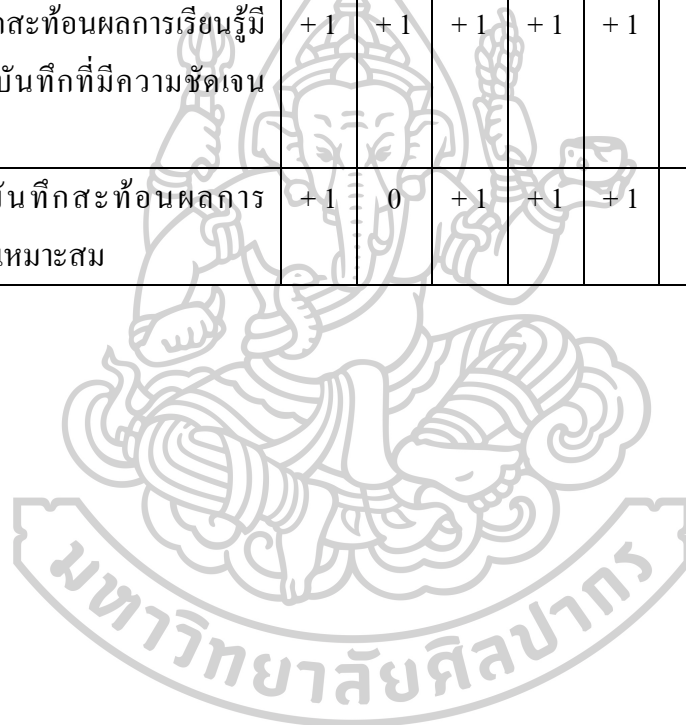 สะท้อนผลการเรียนรู้มี +1 +1 +1 +1 +1
บันทึกที่มีความชัดเจน
บันทึกสะท้อนผลการ +1 0 +1 +1 +1
เหมาะสม
มหาวิทยาลัยศิลปากร